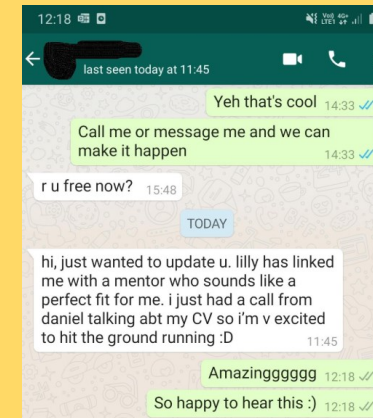 12:18
Vo)) 4G+
LTE1
last seen today at 11:45
Yeh that's cool 14:33
Call me or message me and we can
make it happen 14:33
r u free now? 15:48
TODAY
hi, just wanted to update u. lilly has linked
me with a mentor who sounds like a
perfect fit for me. i just had a call from
daniel talking abt my CV so i'm v excited
to hit the ground running :D 11:45
Amazingggggg 12:18
So happy to hear this :) 12:18